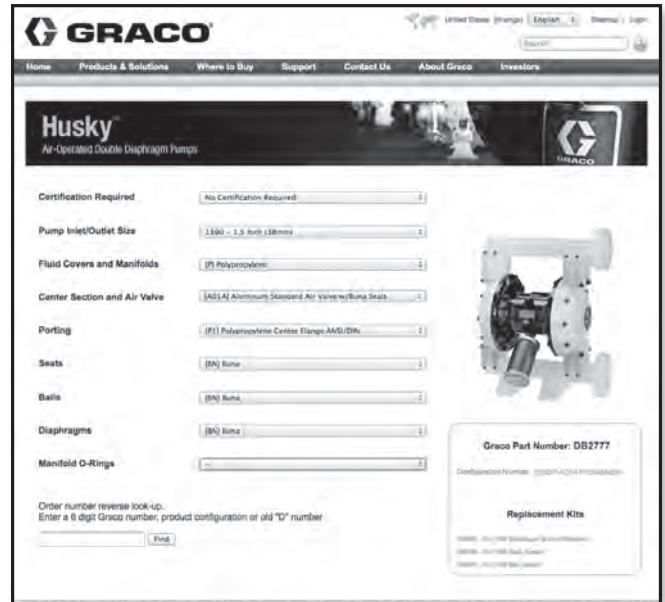 GRACO
United States (change) English
Sitemap | Login
Search
Home Products & Solutions Where to Buy Support Contact Us About Graco Investors
Husky™
Air-Operated Double Diaphragm Pumps
GRACO
Certification Required No Certification Required
Pump Inlet/Outlet Size 1590 - 1.5 inch (38mm)
Fluid Covers and Manifolds [P] Polypropylene
Center Section and Air Valve [A01A] Aluminum Standard Air Valve w/Buna Seals
Porting [P1] Polypropylene Center Flange ANSI/DIN
Seats [BN] Buna
Balls [BN] Buna
Diaphragms [BN] Buna
Manifold O-Rings --
Graco Part Number: DB2777
Configuration Number
Replacement Kits
Order number reverse look-up.
Enter a 6 digit Graco number, product configuration or old "D" number
Find